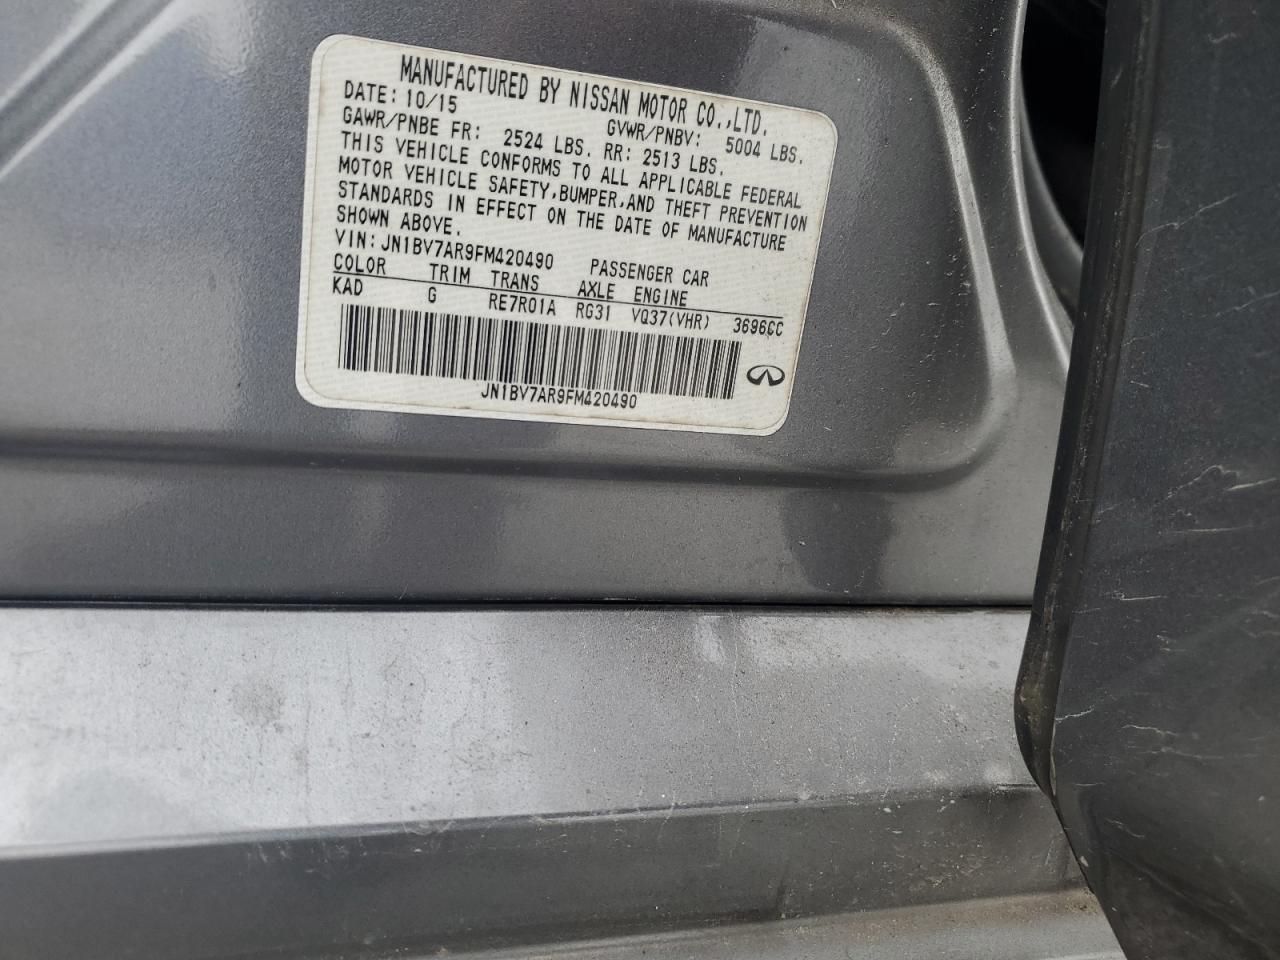 MANUFACTURED BY NISSAN MOTOR CO.,LTD.
DATE: 10/15 GVWR/PNBV: 5004 LBS.
GAWR/PNBE FR: 2524 LBS. RR: 2513 LBS.
THIS VEHICLE CONFORMS TO ALL APPLICABLE FEDERAL
MOTOR VEHICLE SAFETY,BUMPER,AND THEFT PREVENTION
STANDARDS IN EFFECT ON THE DATE OF MANUFACTURE
SHOWN ABOVE.
VIN: JN1BV7AR9FM420490 PASSENGER CAR
COLOR TRIM TRANS AXLE ENGINE
KAD G RE7R01A RG31 VQ37(VHR) 3696CC
JN1BV7AR9FM420490